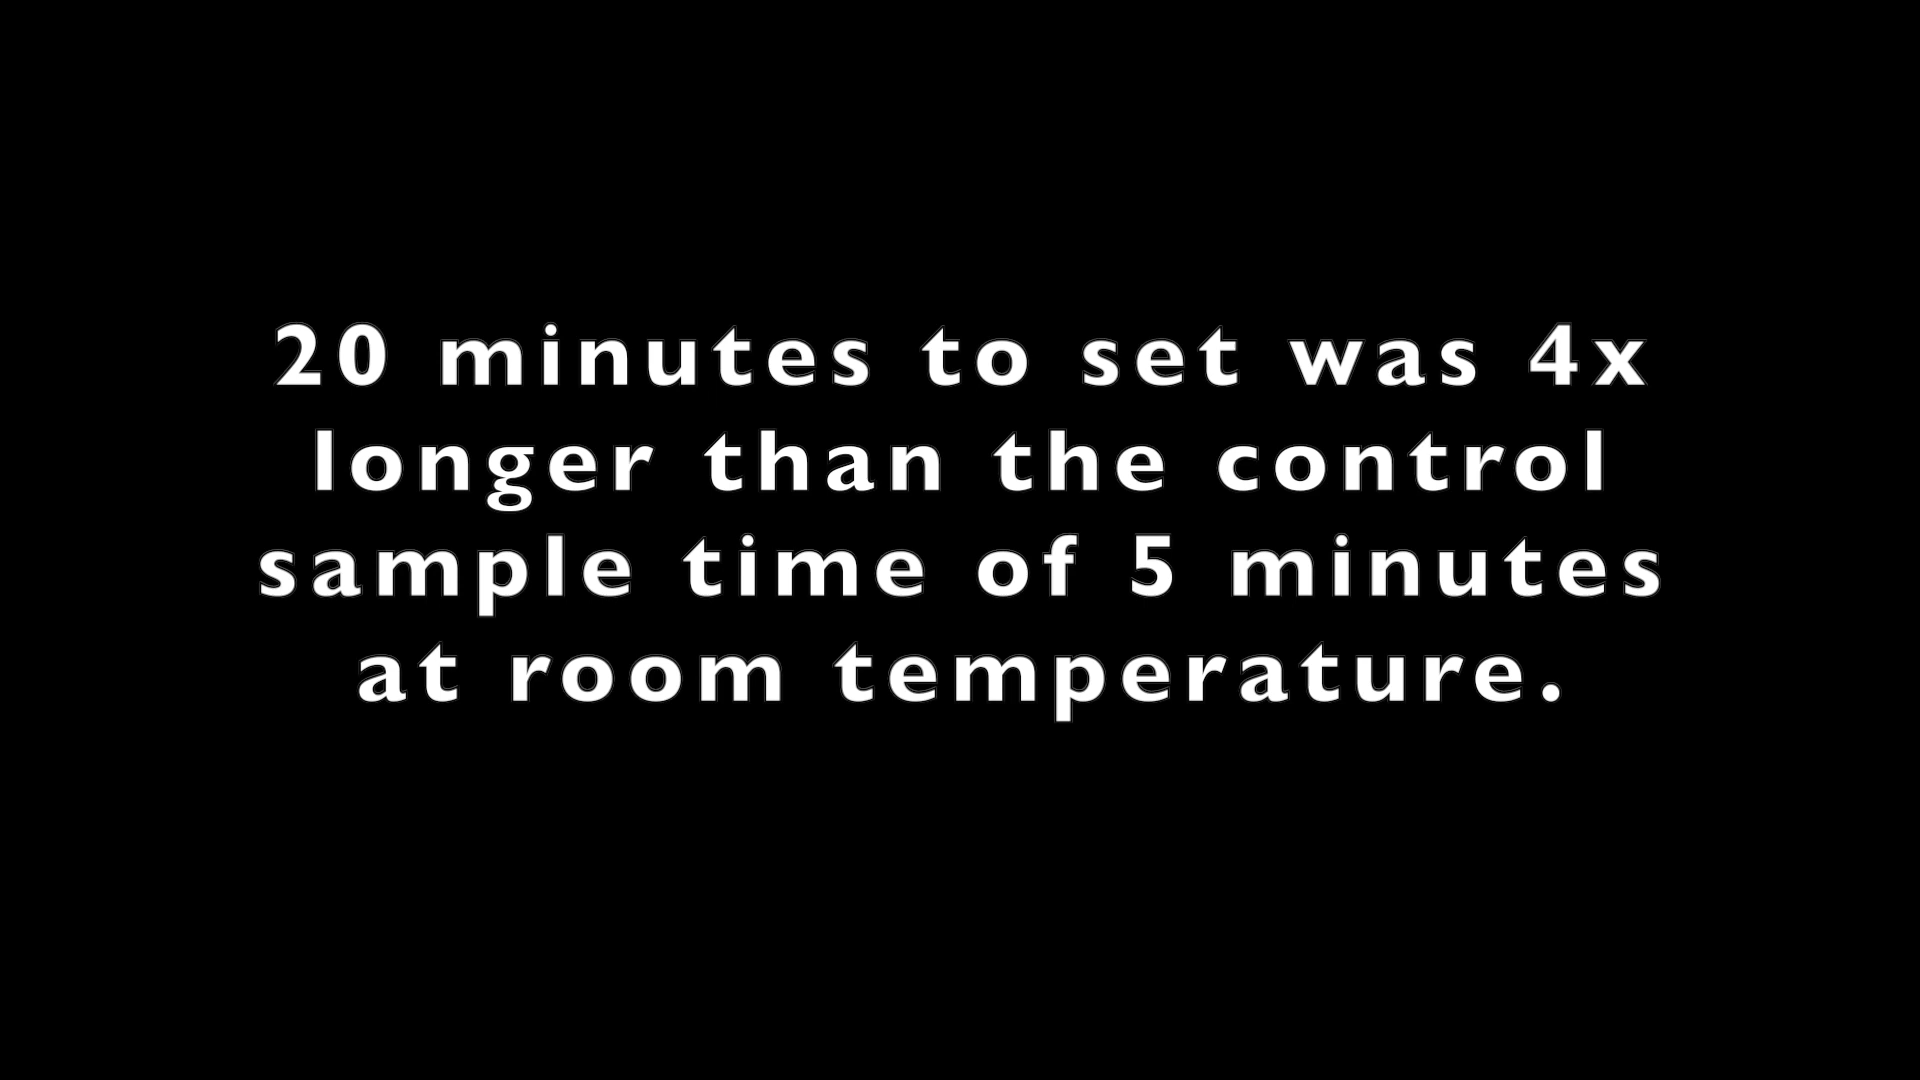 20 minutes to set was 4x
longer than the control
sample time of 5 minutes
at room temperature.